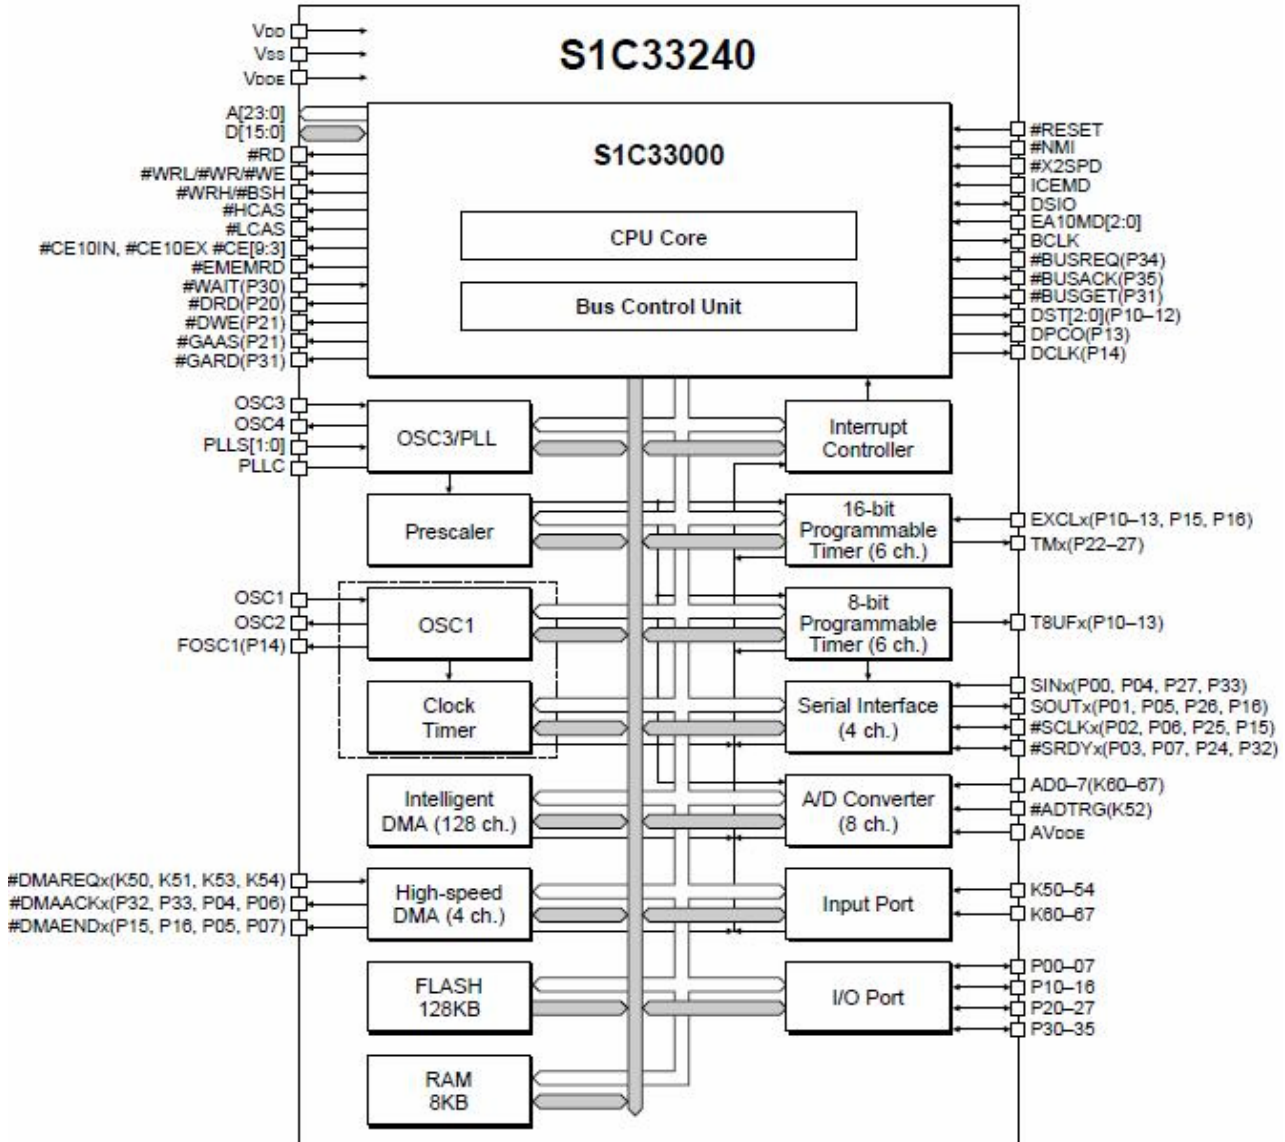 S1C33240
VDD
VSS
VDDE
A[23:0]
D[15:0]
#RD
#WRL/#WR/#WE
#WRH/#BSH
#HCAS
#LCAS
#CE10IN, #CE10EX #CE[9:3]
#EMEMRD
#WAIT(P30)
#DRD(P20)
#DWE(P21)
#GAAS(P21)
#GARD(P31)
S1C33000
CPU Core
Bus Control Unit
#RESET
#NMI
#X2SPD
ICEMD
DSIO
EA10MD[2:0]
BCLK
#BUSREQ(P34)
#BUSACK(P35)
#BUSGET(P31)
DST[2:0](P10–12)
DPCO(P13)
DCLK(P14)
OSC3
OSC4
PLLS[1:0]
PLLC
OSC3/PLL
Interrupt
Controller
Prescaler
16-bit
Programmable
Timer (6 ch.)
EXCLx(P10–13, P15, P16)
TMx(P22–27)
OSC1
OSC2
FOSC1(P14)
OSC1
8-bit
Programmable
Timer (6 ch.)
T8UFx(P10–13)
Clock
Timer
Serial Interface
(4 ch.)
SINx(P00, P04, P27, P33)
SOUTx(P01, P05, P26, P16)
#SCLKx(P02, P06, P25, P15)
#SRDYx(P03, P07, P24, P32)
Intelligent
DMA (128 ch.)
A/D Converter
(8 ch.)
AD0–7(K60–67)
#ADTRG(K52)
AVDDE
#DMAREQx(K50, K51, K53, K54)
#DMAACKx(P32, P33, P04, P06)
#DMAENDx(P15, P16, P05, P07)
High-speed
DMA (4 ch.)
Input Port
K50–54
K60–67
FLASH
128KB
I/O Port
P00–07
P10–16
P20–27
P30–35
RAM
8KB